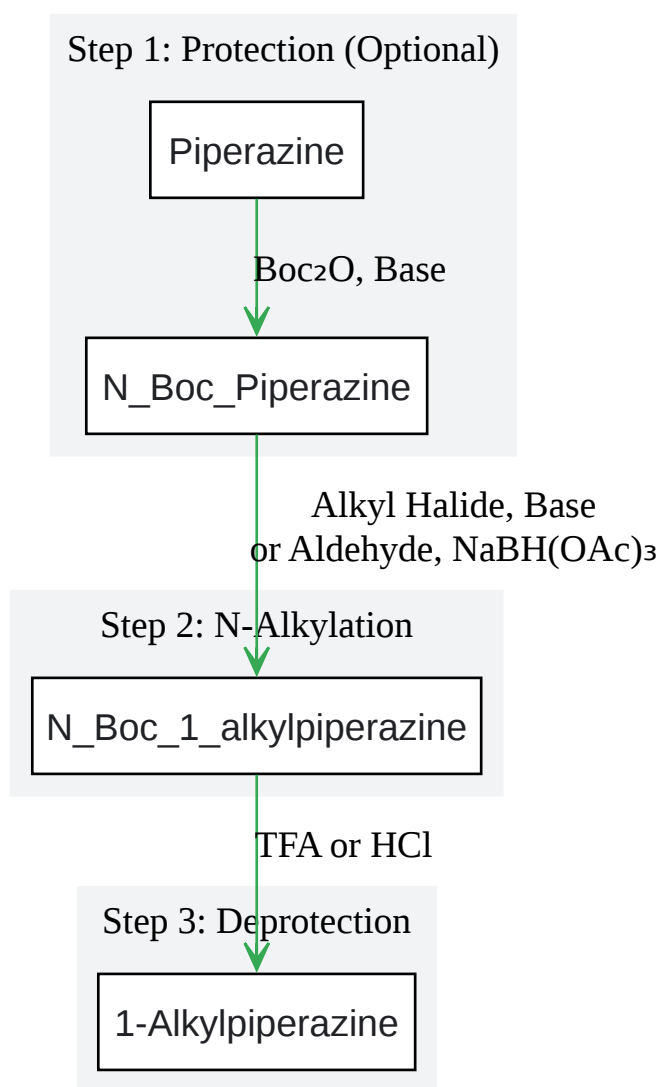 Step 1: Protection (Optional)
Piperazine
Boc₂O, Base
N_Boc_Piperazine
Alkyl Halide, Base
or Aldehyde, NaBH(OAc)₃
Step 2: N-Alkylation
N_Boc_1_alkylpiperazine
TFA or HCl
Step 3: Deprotection
1-Alkylpiperazine